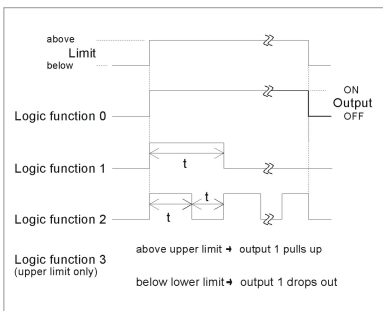 above
Limit
below
ON
Output
OFF
Logic function 0
t
Logic function 1
t
t
Logic function 2
Logic function 3
(upper limit only)
above upper limit → output 1 pulls up
below lower limit → output 1 drops out